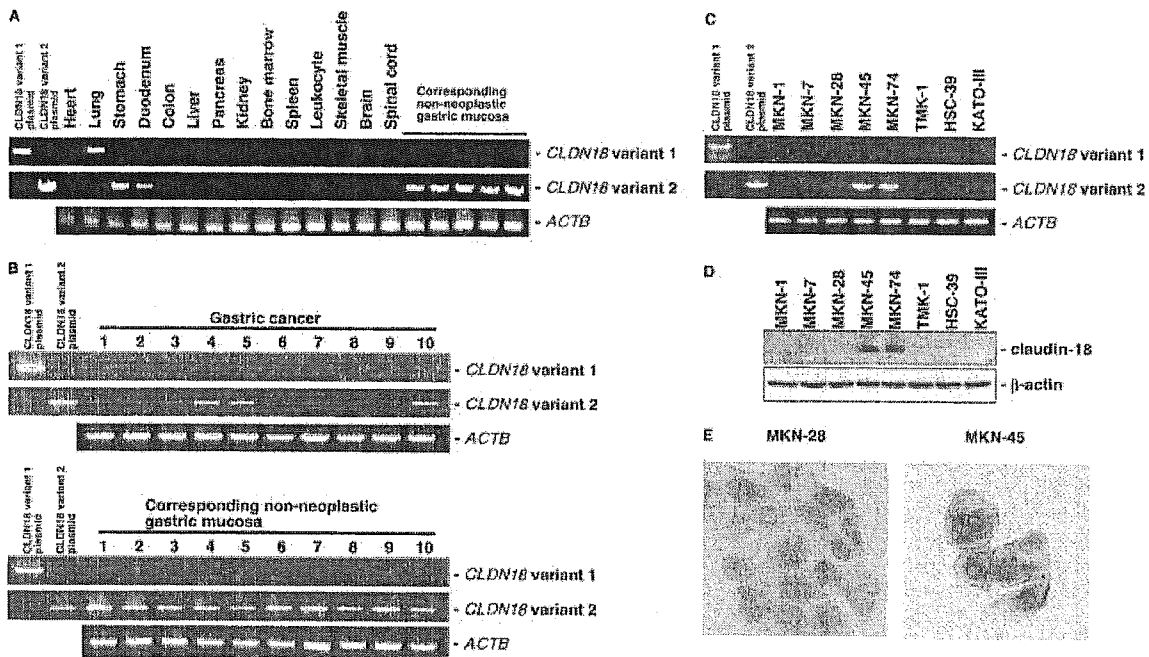 A
CLDN18 variant 1
plasmid
CLDN18 variant 2
plasmid
Heart
Lung
Stomach
Duodenum
Colon
Liver
Pancreas
Kidney
Bone marrow
Spleen
Leukocyte
Skeletal muscle
Brain
Spinal cord
Corresponding
non-neoplastic
gastric mucosa
- CLDN18 variant 1
- CLDN18 variant 2
- ACTB
B
CLDN18 variant 1
plasmid
CLDN18 variant 2
plasmid
Gastric cancer
1 2 3 4 5 6 7 8 9 10
- CLDN18 variant 1
- CLDN18 variant 2
- ACTB
CLDN18 variant 1
plasmid
CLDN18 variant 2
plasmid
Corresponding non-neoplastic
gastric mucosa
1 2 3 4 5 6 7 8 9 10
- CLDN18 variant 1
- CLDN18 variant 2
- ACTB
C
CLDN18 variant 1
plasmid
CLDN18 variant 2
plasmid
MKN-1
MKN-7
MKN-28
MKN-45
MKN-74
TMK-1
HSC-39
KATO-III
- CLDN18 variant 1
- CLDN18 variant 2
- ACTB
D
MKN-1
MKN-7
MKN-28
MKN-45
MKN-74
TMK-1
HSC-39
KATO-III
- claudin-18
- β-actin
E
MKN-28
MKN-45